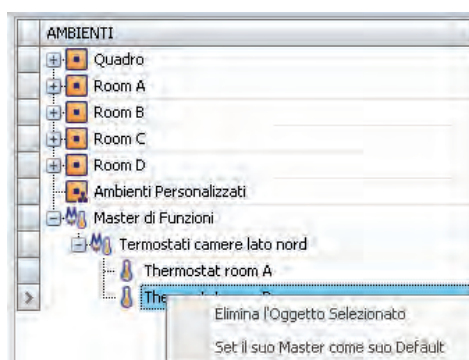 AMBIENTI
Quadro
Room A
Room B
Room C
Room D
Ambienti Personalizzati
Master di Funzioni
Termostati camere lato nord
Thermostat room A
Elimina l'Oggetto Selezionato
Set il suo Master come suo Default